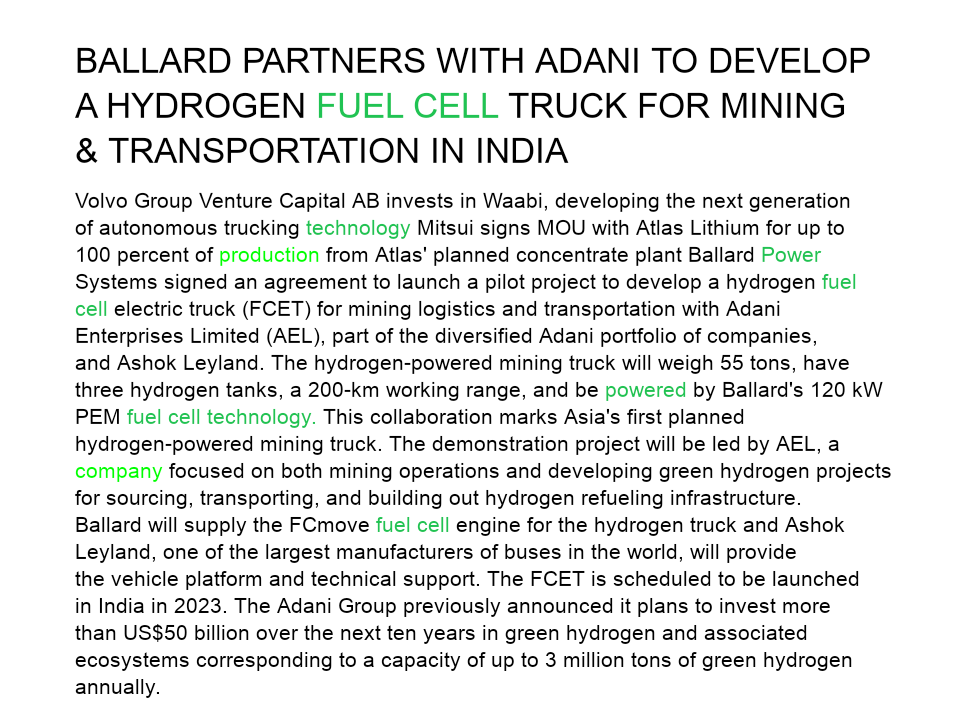 BALLARD PARTNERS WITH ADANI TO DEVELOP
A HYDROGEN FUEL CELL TRUCK FOR MINING
& TRANSPORTATION IN INDIA
Volvo Group Venture Capital AB invests in Waabi, developing the next generation
of autonomous trucking technology Mitsui signs MOU with Atlas Lithium for up to
100 percent of production from Atlas' planned concentrate plant Ballard Power
Systems signed an agreement to launch a pilot project to develop a hydrogen fuel
cell electric truck (FCET) for mining logistics and transportation with Adani
Enterprises Limited (AEL), part of the diversified Adani portfolio of companies,
and Ashok Leyland. The hydrogen-powered mining truck will weigh 55 tons, have
three hydrogen tanks, a 200-km working range, and be powered by Ballard's 120 kW
PEM fuel cell technology. This collaboration marks Asia's first planned
hydrogen-powered mining truck. The demonstration project will be led by AEL, a
company focused on both mining operations and developing green hydrogen projects
for sourcing, transporting, and building out hydrogen refueling infrastructure.
Ballard will supply the FCmove fuel cell engine for the hydrogen truck and Ashok
Leyland, one of the largest manufacturers of buses in the world, will provide
the vehicle platform and technical support. The FCET is scheduled to be launched
in India in 2023. The Adani Group previously announced it plans to invest more
than US$50 billion over the next ten years in green hydrogen and associated
ecosystems corresponding to a capacity of up to 3 million tons of green hydrogen
annually.